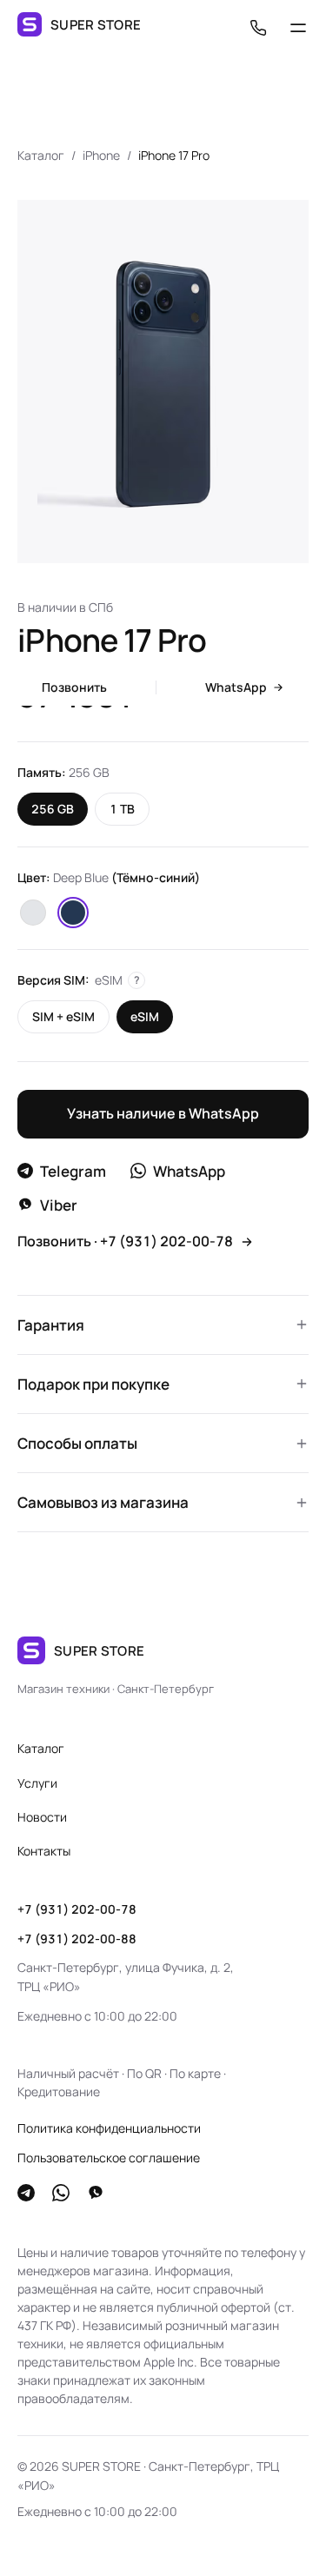 SUPER STORE
Каталог / iPhone / iPhone 17 Pro
В наличии в СПб
iPhone 17 Pro
Позвонить
WhatsApp →
Память: 256 GB
256 GB
1 TB
Цвет: Deep Blue (Тёмно-синий)
Версия SIM: eSIM ?
SIM + eSIM
eSIM
Узнать наличие в WhatsApp
Telegram
WhatsApp
Viber
Позвонить · +7 (931) 202-00-78 →
Гарантия +
Подарок при покупке +
Способы оплаты +
Самовывоз из магазина +
SUPER STORE
Магазин техники · Санкт-Петербург
Каталог
Услуги
Новости
Контакты
+7 (931) 202-00-78
+7 (931) 202-00-88
Санкт-Петербург, улица Фучика, д. 2,
ТРЦ «РИО»
Ежедневно с 10:00 до 22:00
Наличный расчёт · По QR · По карте ·
Кредитование
Политика конфиденциальности
Пользовательское соглашение
Цены и наличие товаров уточняйте по телефону у
менеджеров магазина. Информация,
размещённая на сайте, носит справочный
характер и не является публичной офертой (ст.
437 ГК РФ). Независимый розничный магазин
техники, не является официальным
представительством Apple Inc. Все товарные
знаки принадлежат их законным
правообладателям.
© 2026 SUPER STORE · Санкт-Петербург, ТРЦ
«РИО»
Ежедневно с 10:00 до 22:00